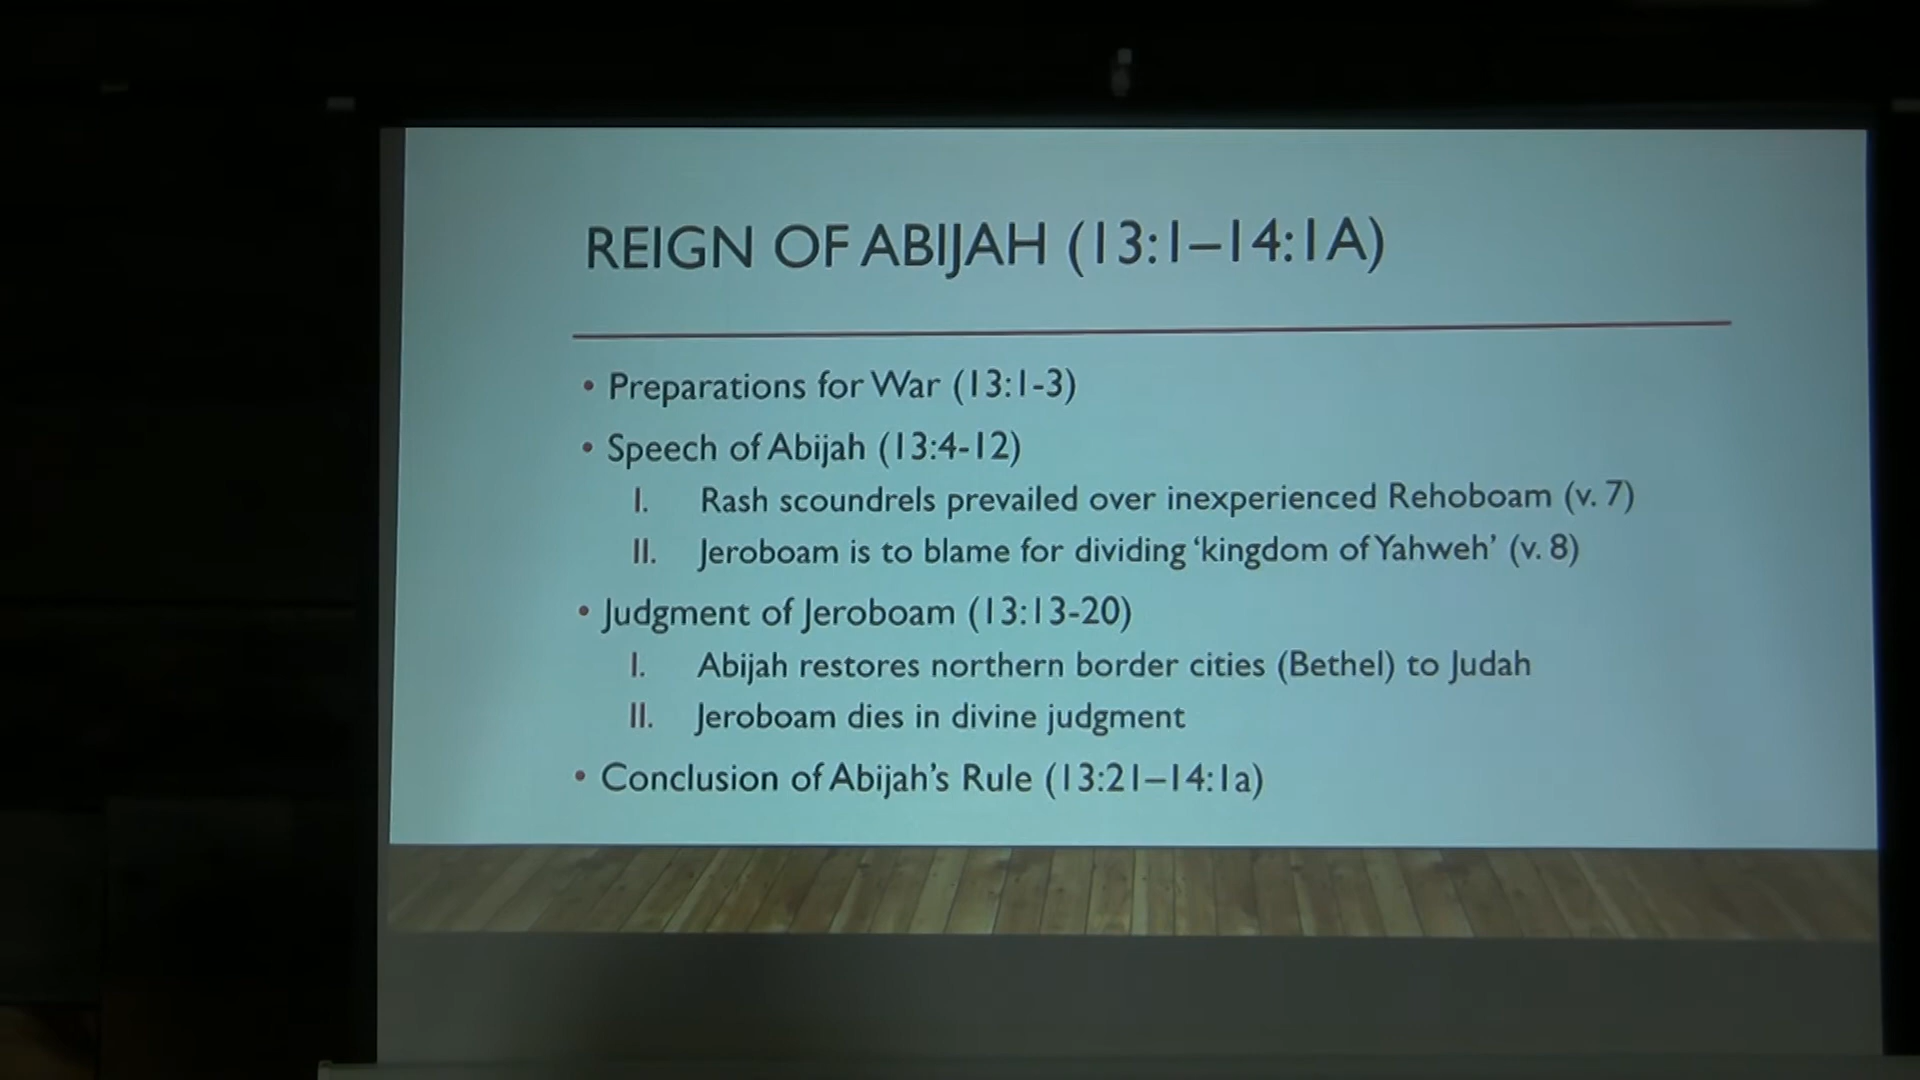 REIGN OF ABIJAH (13:1–14:1A)
• Preparations for War (13:1-3)
• Speech of Abijah (13:4-12)
I. Rash scoundrels prevailed over inexperienced Rehoboam (v. 7)
II. Jeroboam is to blame for dividing ‘kingdom of Yahweh’ (v. 8)
• Judgment of Jeroboam (13:13-20)
I. Abijah restores northern border cities (Bethel) to Judah
II. Jeroboam dies in divine judgment
• Conclusion of Abijah’s Rule (13:21–14:1a)